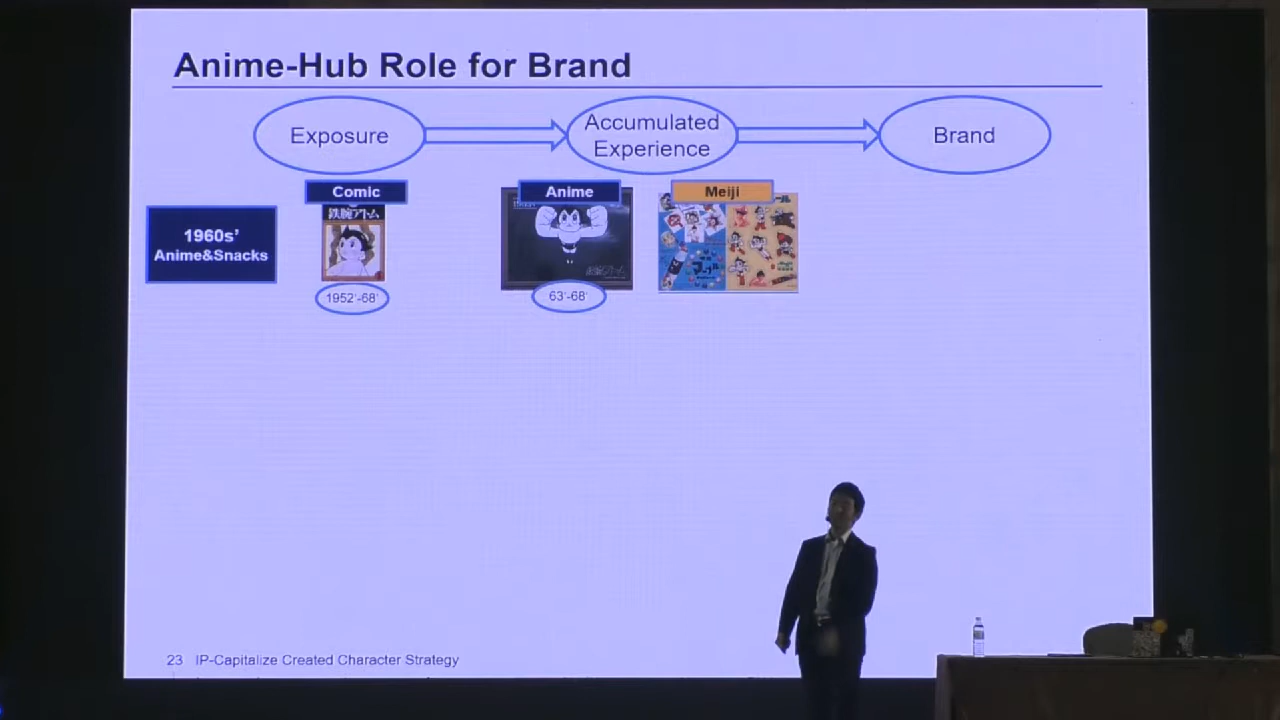 Anime-Hub Role for Brand
Exposure
Accumulated
Experience
Brand
Comic
Anime
Meiji
1960s'
Anime&Snacks
鉄腕アトム
1952'-68'
63'-68'
23 IP-Capitalize Created Character Strategy